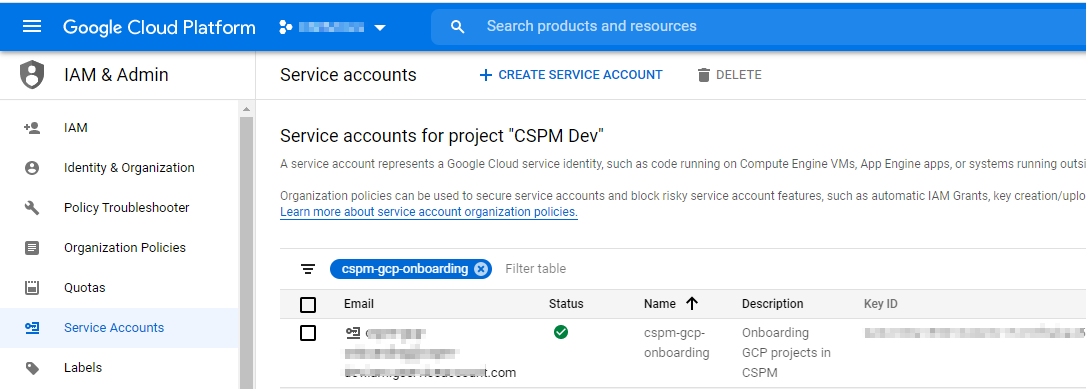 Google Cloud Platform
Search products and resources
IAM & Admin
Service accounts
CREATE SERVICE ACCOUNT
DELETE
IAM
Identity & Organization
Policy Troubleshooter
Organization Policies
Quotas
Service Accounts
Labels
Service accounts for project "CSPM Dev"
A service account represents a Google Cloud service identity, such as code running on Compute Engine VMs, App Engine apps, or systems running outsi
Organization policies can be used to secure service accounts and block risky service account features, such as automatic IAM Grants, key creation/uplo
Learn more about service account organization policies.
cspm-gcp-onboarding
Filter table
Email
Status
Name
Description
Key ID
.com
cspm-gcp-
onboarding
Onboarding
GCP projects in
CSPM